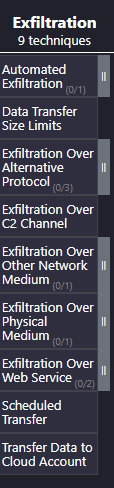 Exfiltration
9 techniques
Automated
Exfiltration (0/1)
Data Transfer
Size Limits
Exfiltration Over
Alternative
Protocol (0/3)
Exfiltration Over
C2 Channel
Exfiltration Over
Other Network
Medium (0/1)
Exfiltration Over
Physical
Medium (0/1)
Exfiltration Over
Web Service (0/2)
Scheduled
Transfer
Transfer Data to
Cloud Account